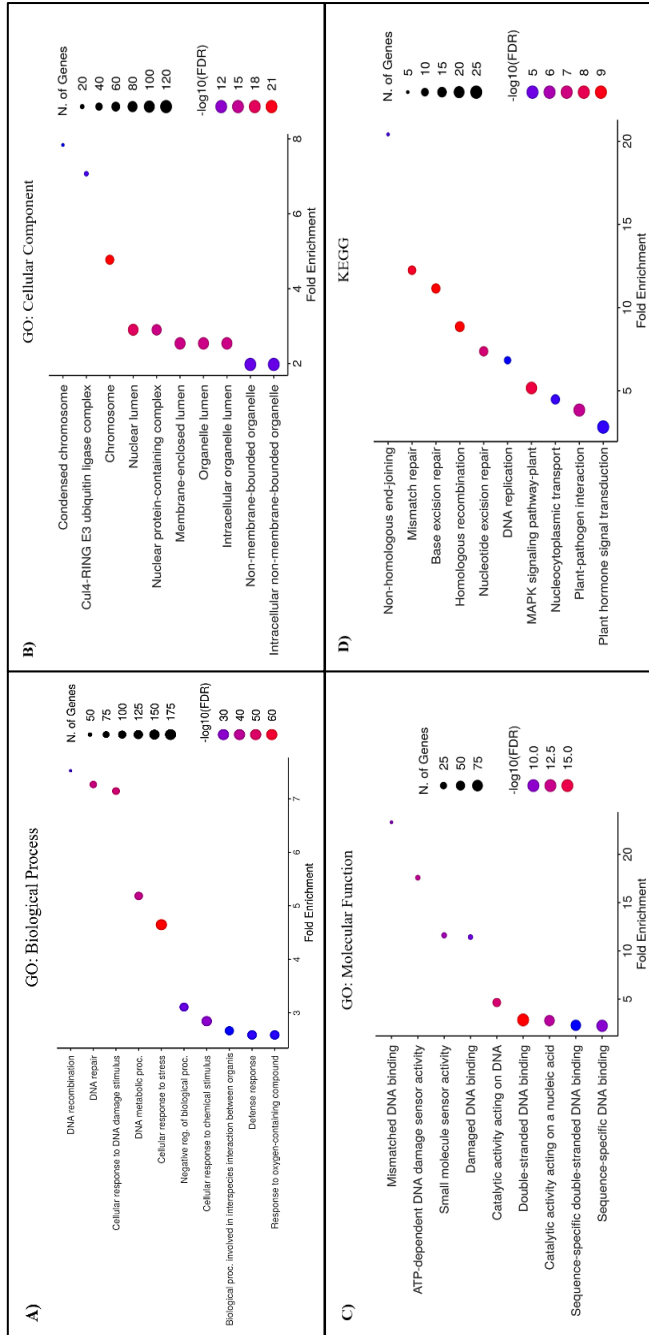 A)
GO: Biological Process
DNA recombination
DNA repair
Cellular response to DNA damage stimulus
DNA metabolic proc.
Cellular response to stress
Negative reg. of biological proc.
Cellular response to chemical stimulus
Biological proc. involved in interspecies interaction between organis
Defense response
Response to oxygen-containing compound
3
4
5
6
7
Fold Enrichment
N. of Genes
50
75
100
125
150
175
-log10(FDR)
30
40
50
60
B)
GO: Cellular Component
Condensed chromosome
Cul4-RING E3 ubiquitin ligase complex
Chromosome
Nuclear lumen
Nuclear protein-containing complex
Membrane-enclosed lumen
Organelle lumen
Intracellular organelle lumen
Non-membrane-bounded organelle
Intracellular non-membrane-bounded organelle
2
4
6
8
Fold Enrichment
N. of Genes
20
40
60
80
100
120
-log10(FDR)
12
15
18
21
C)
GO: Molecular Function
Mismatched DNA binding
ATP-dependent DNA damage sensor activity
Small molecule sensor activity
Damaged DNA binding
Catalytic activity acting on DNA
Double-stranded DNA binding
Catalytic activity acting on a nucleic acid
Sequence-specific double-stranded DNA binding
Sequence-specific DNA binding
5
10
15
20
Fold Enrichment
N. of Genes
25
50
75
-log10(FDR)
10.0
12.5
15.0
D)
KEGG
Non-homologous end-joining
Mismatch repair
Base excision repair
Homologous recombination
Nucleotide excision repair
DNA replication
MAPK signaling pathway-plant
Nucleocytoplasmic transport
Plant-pathogen interaction
Plant hormone signal transduction
5
10
15
20
Fold Enrichment
N. of Genes
5
10
15
20
25
-log10(FDR)
5
6
7
8
9